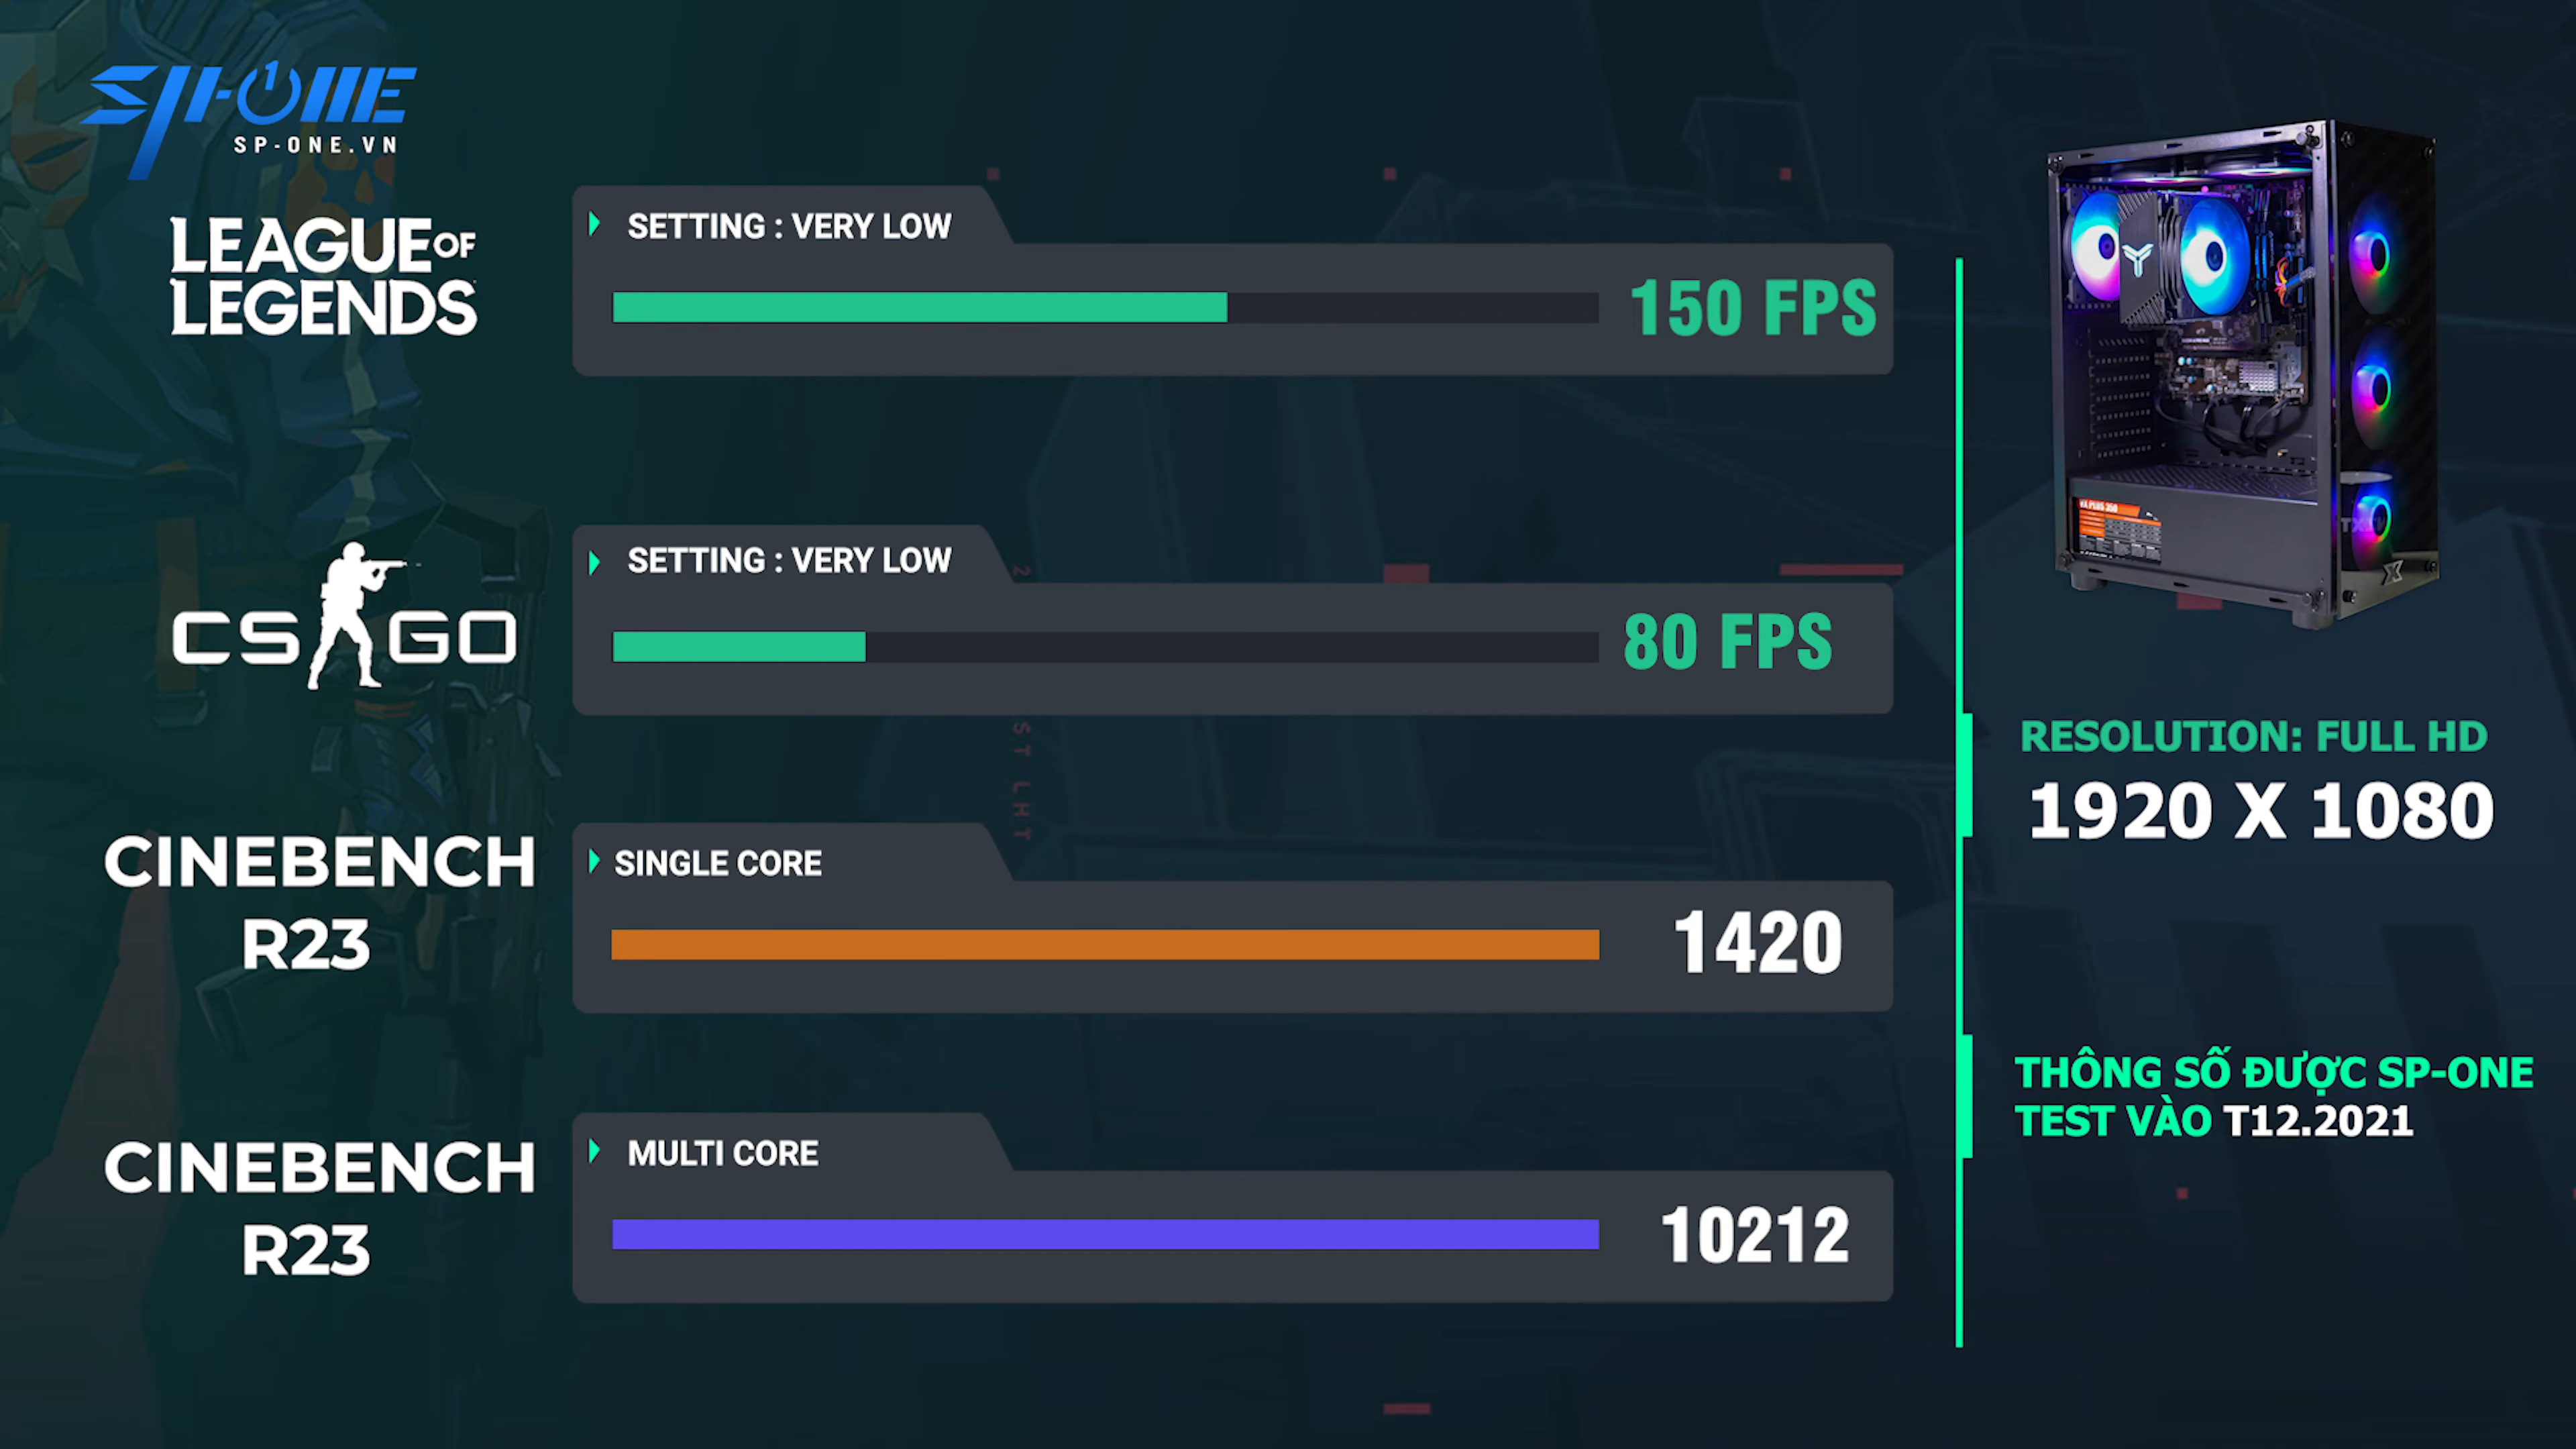 SP-ONE
SP-ONE.VN
LEAGUE OF
LEGENDS
SETTING : VERY LOW
150 FPS
CS GO
SETTING : VERY LOW
80 FPS
CINEBENCH
R23
SINGLE CORE
1420
CINEBENCH
R23
MULTI CORE
10212
RESOLUTION: FULL HD
1920 X 1080
THÔNG SỐ ĐƯỢC SP-ONE
TEST VÀO T12.2021